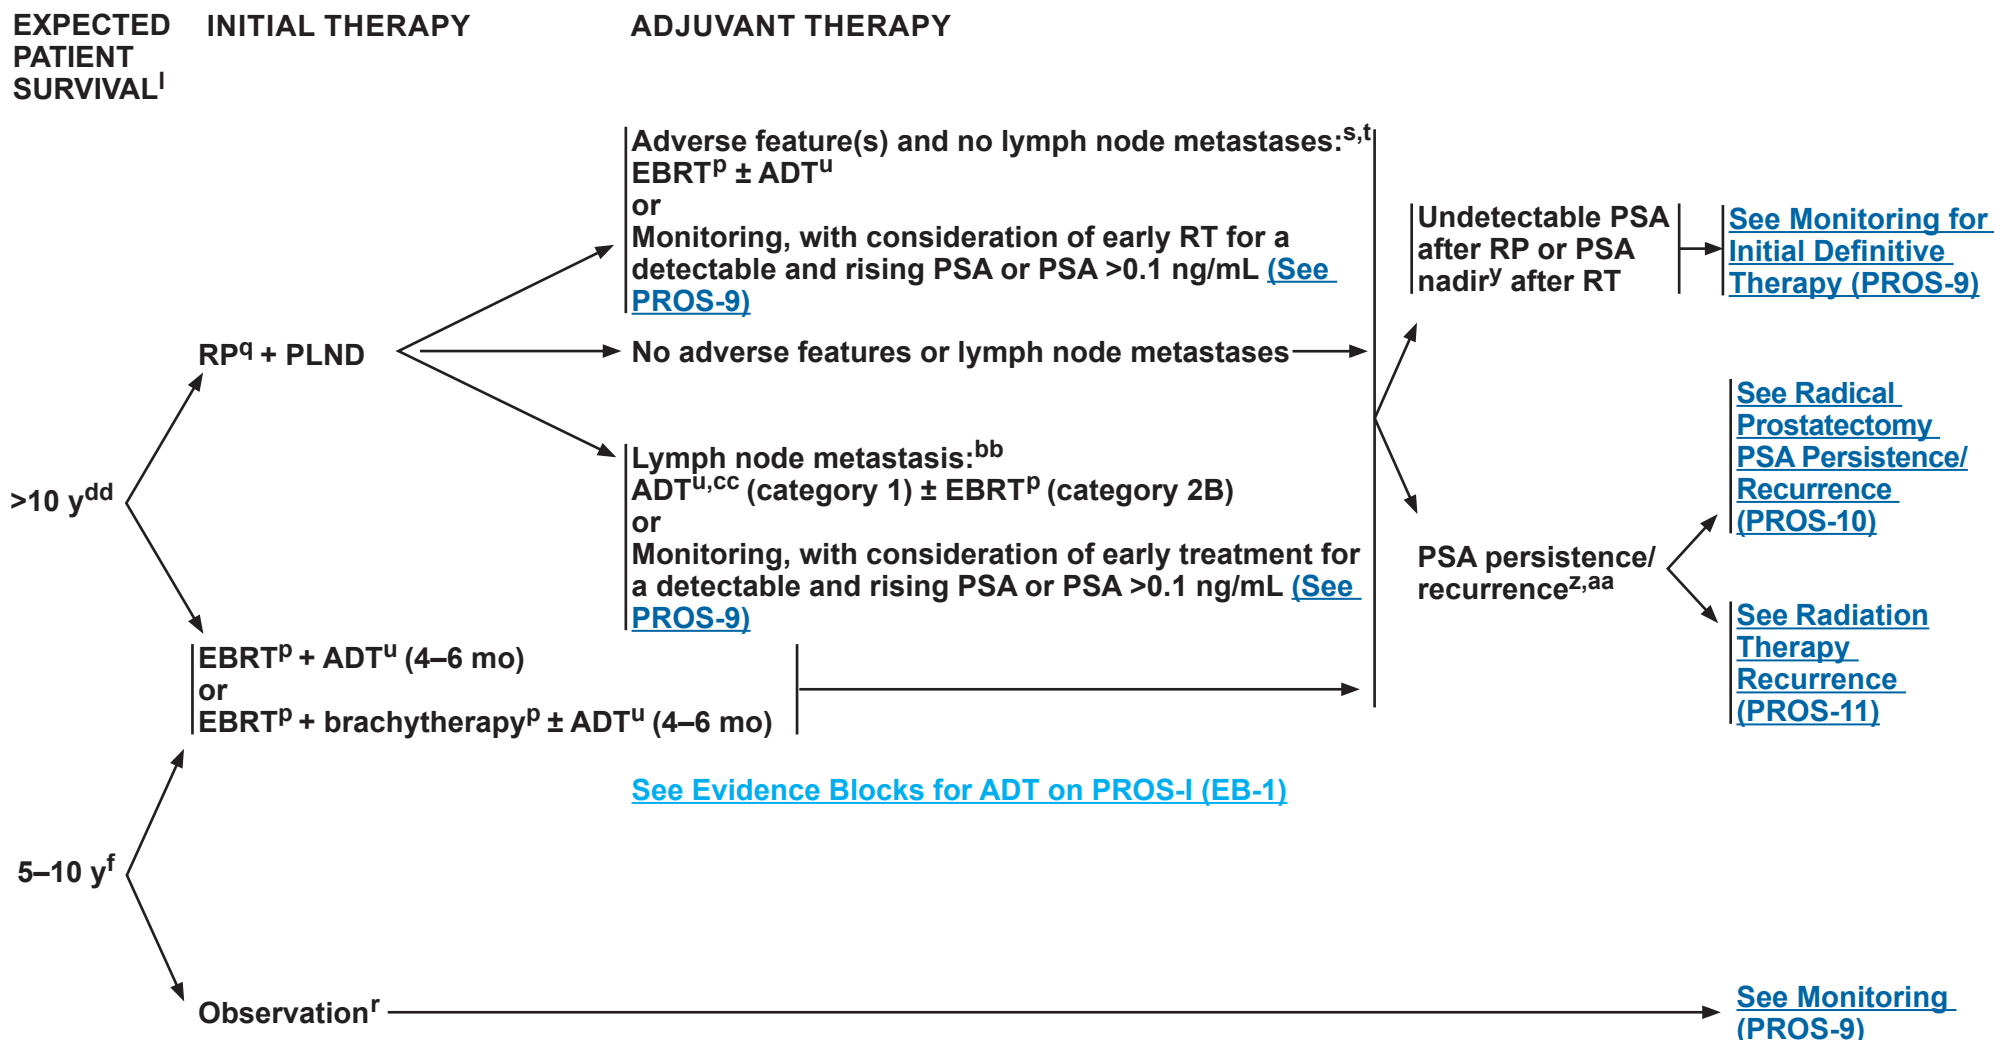 EXPECTED
PATIENT
SURVIVALl
INITIAL THERAPY
ADJUVANT THERAPY
Adverse feature(s) and no lymph node metastases:s,t
EBRTp ± ADTu
or
Monitoring, with consideration of early RT for a
detectable and rising PSA or PSA >0.1 ng/mL (See
PROS-9)
Undetectable PSA
after RP or PSA
nadiry after RT
See Monitoring for
Initial Definitive
Therapy (PROS-9)
RPq + PLND
No adverse features or lymph node metastases
See Radical
Prostatectomy
PSA Persistence/
Recurrence
(PROS-10)
>10 ydd
Lymph node metastasis:bb
ADTu,cc (category 1) ± EBRTp (category 2B)
or
Monitoring, with consideration of early treatment for
a detectable and rising PSA or PSA >0.1 ng/mL (See
PROS-9)
PSA persistence/
recurrencez,aa
See Radiation
Therapy
Recurrence
(PROS-11)
EBRTp + ADTu (4–6 mo)
or
EBRTp + brachytherapyp ± ADTu (4–6 mo)
See Evidence Blocks for ADT on PROS-I (EB-1)
5–10 yf
Observationr
See Monitoring
(PROS-9)